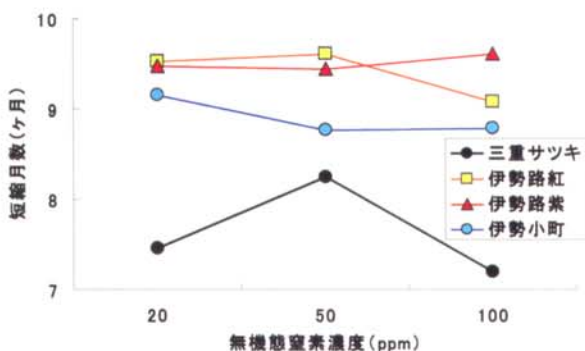 短縮月数(ヶ月)
10
9
8
7
三重サツキ
伊勢路紅
伊勢路紫
伊勢小町
20 50 100
無機態窒素濃度(ppm)